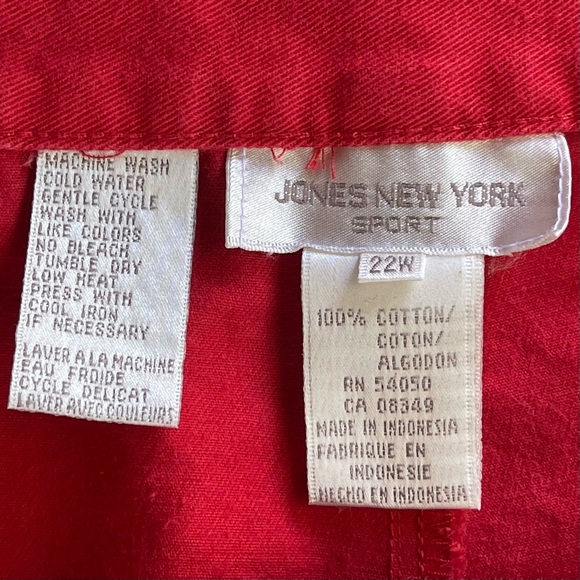 MACHINE WASH
COLD WATER
GENTLE CYCLE
WASH WITH
LIKE COLORS
NO BLEACH
TUMBLE DRY
LOW HEAT
PRESS WITH
COOL IRON
IF NECESSARY
LAVER A LA MACHINE
EAU FROIDE
CYCLE DELICAT
LAVER AVEC COULEURS
JONES NEW YORK
SPORT
22W
100% COTTON/
COTON/
ALGODON
RN 54050
CA 08349
MADE IN INDONESIA
FABRIQUE EN
INDONESIE
HECHO EN INDONESIA